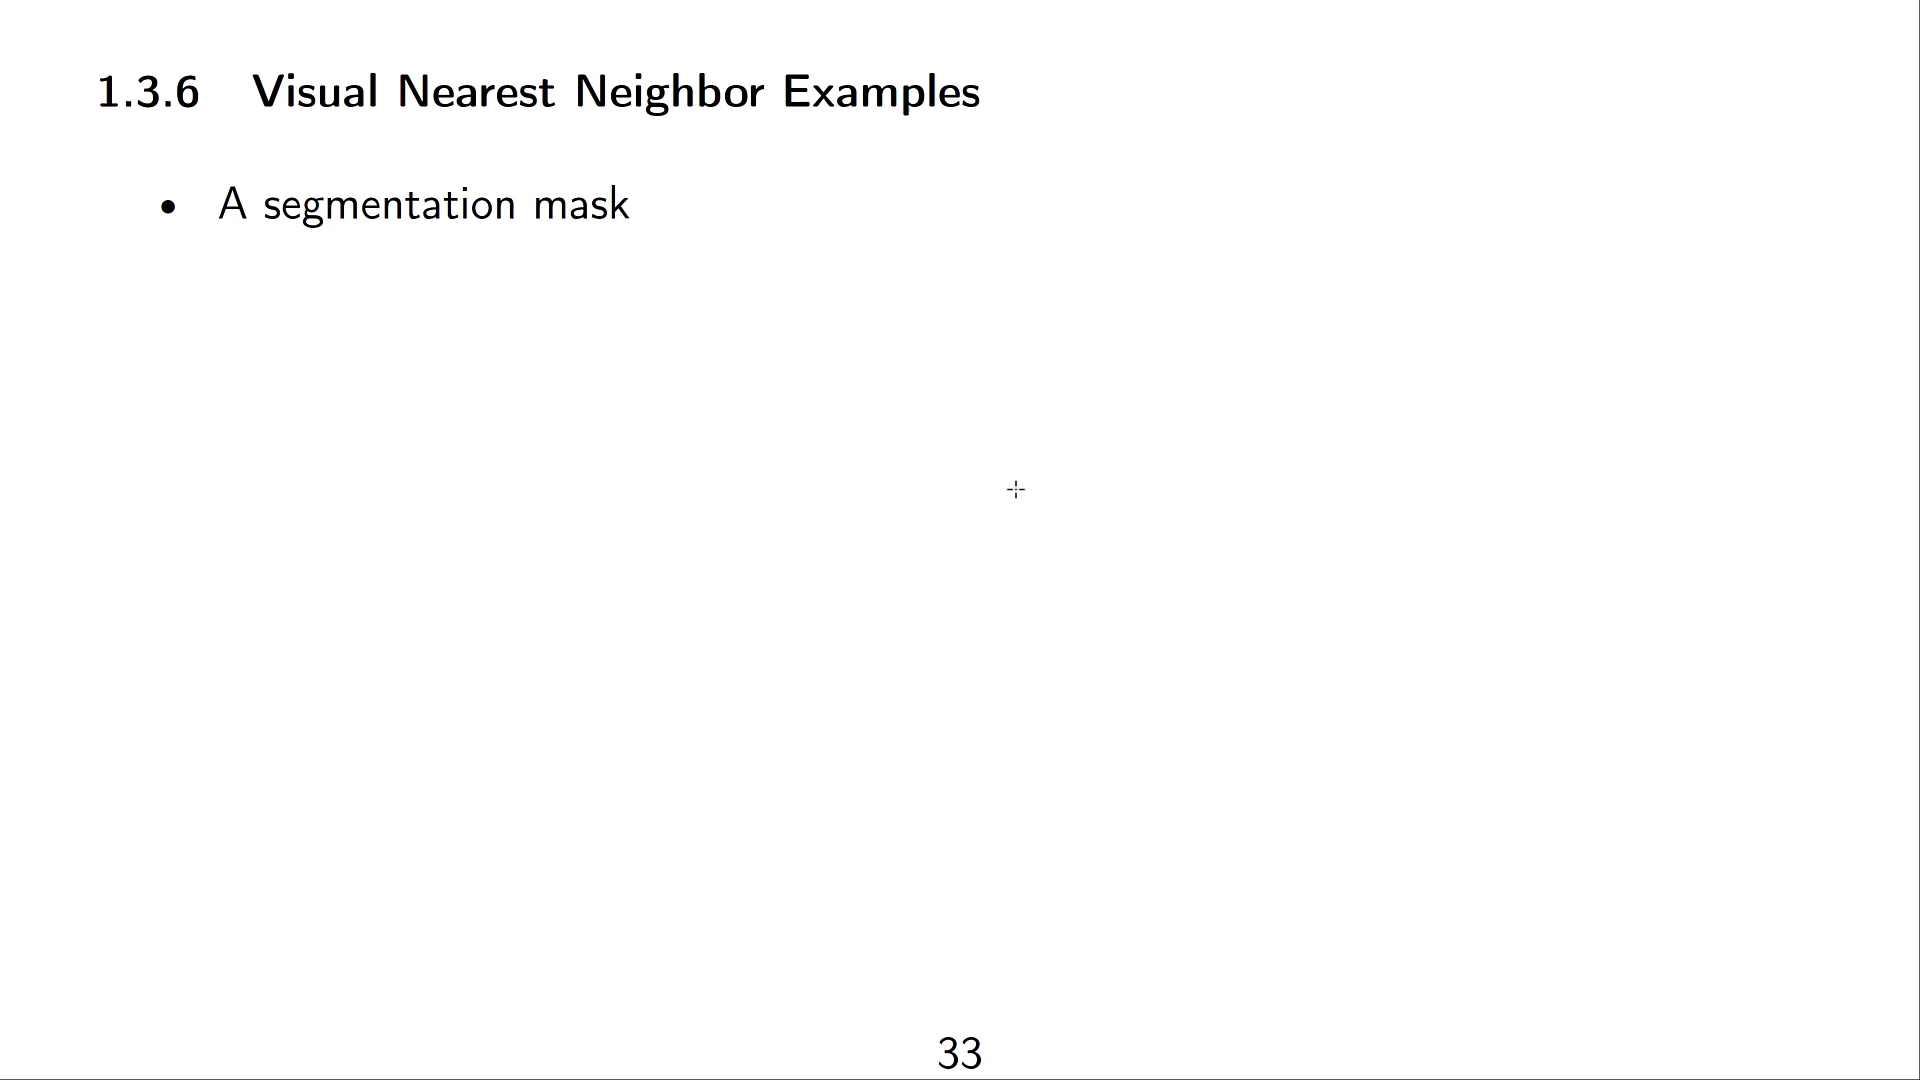 1.3.6 Visual Nearest Neighbor Examples
• A segmentation mask
33